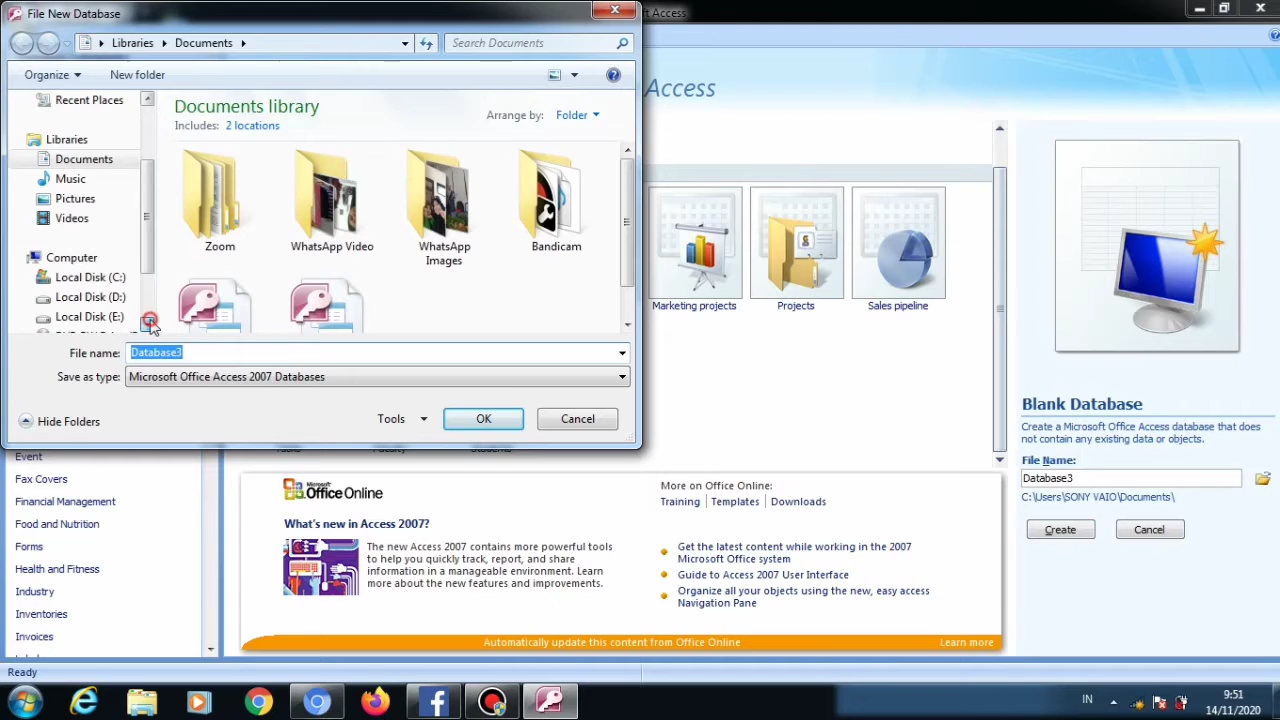 File New Database
ft Access
Libraries
Documents
Search Documents
Organize
New folder
Recent Places
Libraries
Documents
Music
Pictures
Videos
Computer
Local Disk (C:)
Local Disk (D:)
Local Disk (E:)
Documents library
Includes: 2 locations
Arrange by:
Folder
Zoom
WhatsApp Video
WhatsApp
Images
Bandicam
File name:
Database3
Save as type:
Microsoft Office Access 2007 Databases
Hide Folders
Tools
OK
Cancel
Access
Marketing projects
Projects
Sales pipeline
Blank Database
Create a Microsoft Office Access database that does
not contain any existing data or objects.
File Name:
Database3
C:\Users\SONY VAIO\Documents\
Create
Cancel
Event
Fax Covers
Financial Management
Food and Nutrition
Forms
Health and Fitness
Industry
Inventories
Invoices
Microsoft
Office Online
What's new in Access 2007?
The new Access 2007 contains more powerful tools
to help you quickly track, report, and share
information in a manageable environment. Learn
more about the new features and improvements.
More on Office Online:
Training
Templates
Downloads
Get the latest content while working in the 2007
Microsoft Office system
Guide to Access 2007 User Interface
Organize all your objects using the new, easy access
Navigation Pane
Automatically update this content from Office Online
Learn more
Ready
IN
9:51
14/11/2020